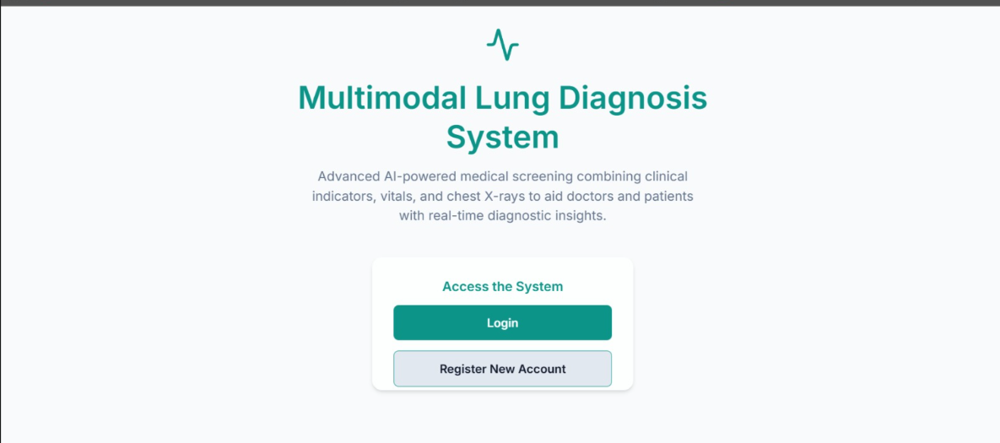 Multimodal Lung Diagnosis
System
Advanced AI-powered medical screening combining clinical
indicators, vitals, and chest X-rays to aid doctors and patients
with real-time diagnostic insights.
Access the System
Login
Register New Account